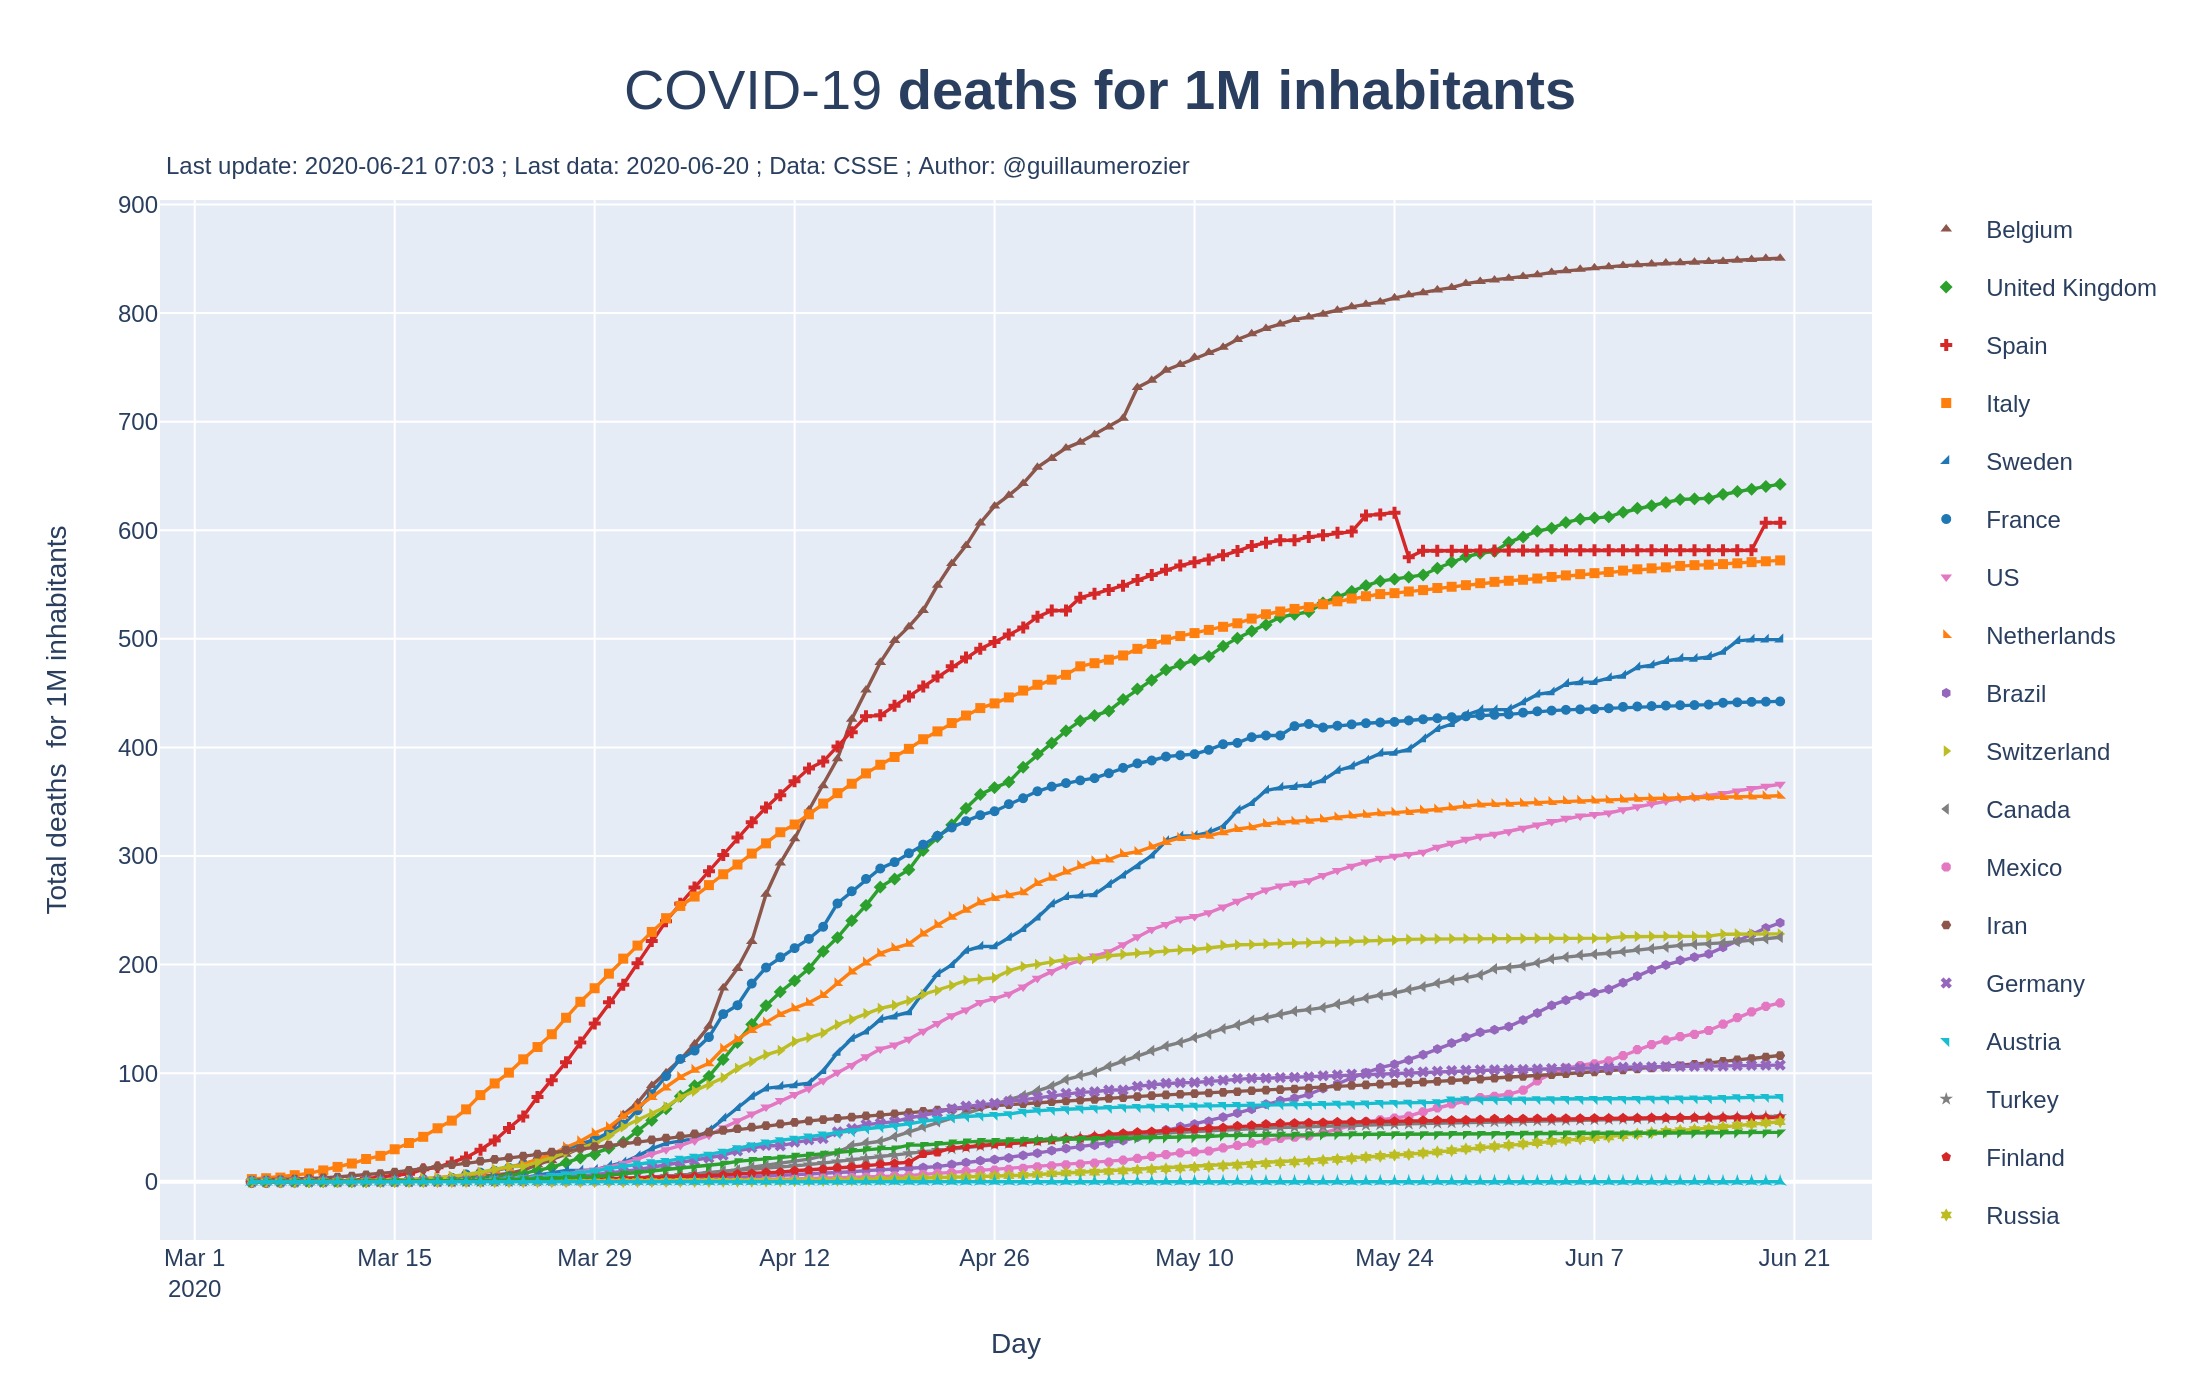 COVID-19 deaths for 1M inhabitants
Last update: 2020-06-21 07:03 ; Last data: 2020-06-20 ; Data: CSSE ; Author: @guillaumerozier
Total deaths for 1M inhabitants
900
800
700
600
500
400
300
200
100
0
Mar 1
2020
Mar 15
Mar 29
Apr 12
Apr 26
May 10
May 24
Jun 7
Jun 21
Day
Belgium
United Kingdom
Spain
Italy
Sweden
France
US
Netherlands
Brazil
Switzerland
Canada
Mexico
Iran
Germany
Austria
Turkey
Finland
Russia